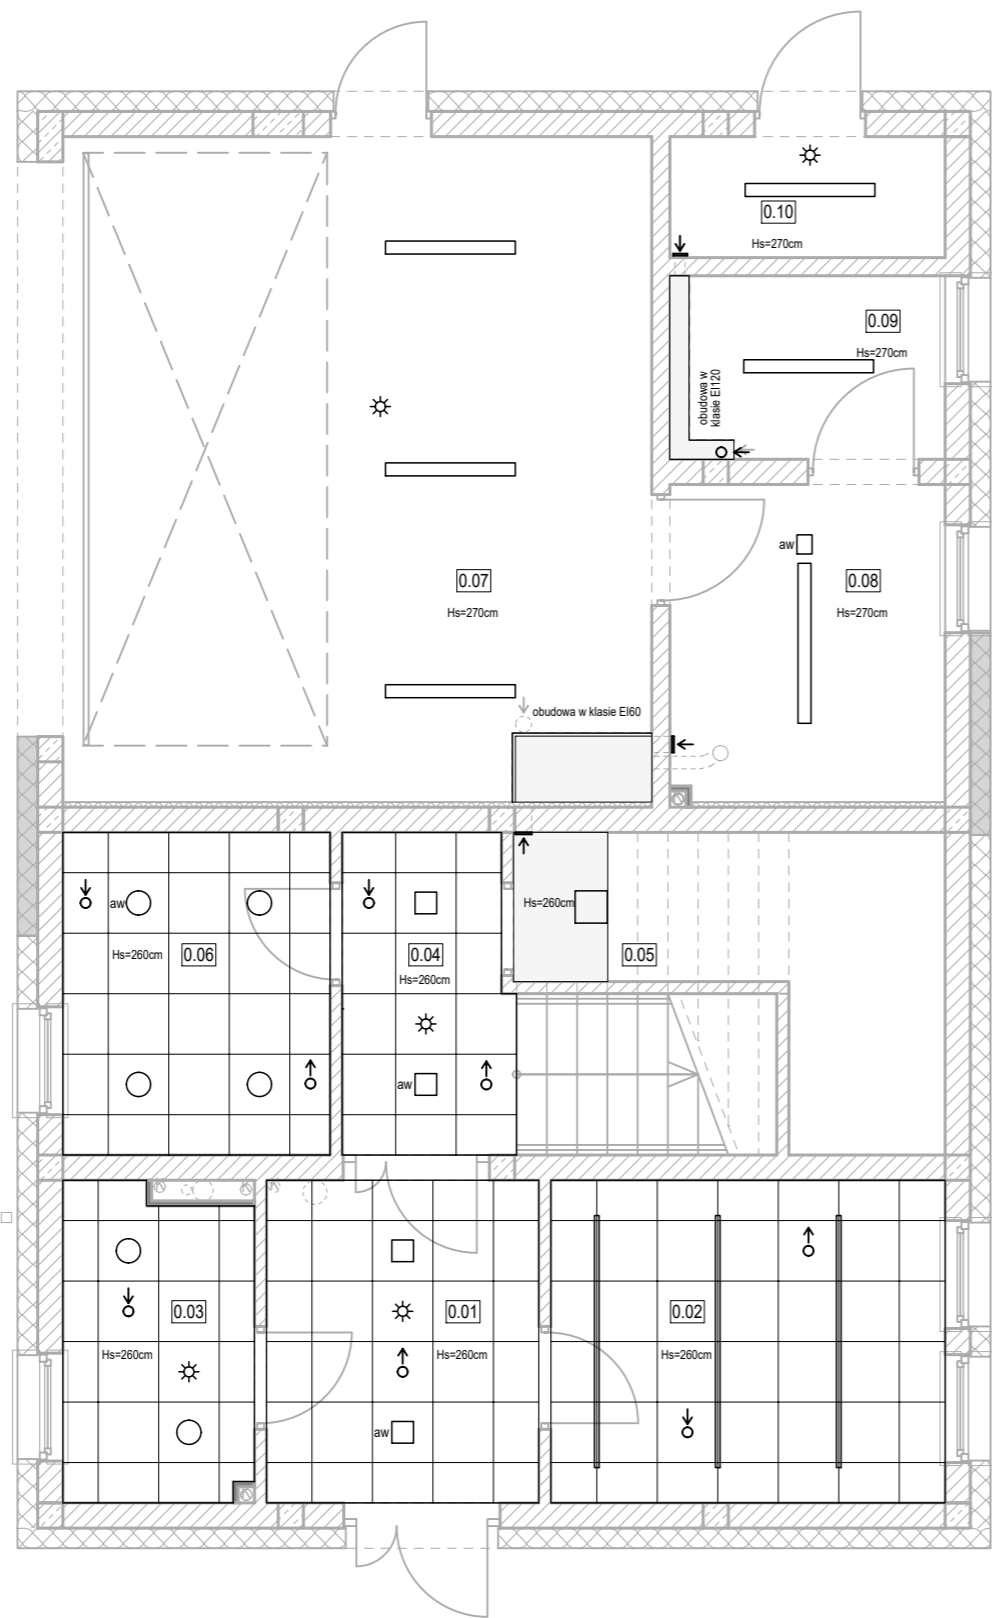 0.10
Hs=270cm
0.09
Hs=270cm
obudowa w
klasie EI120
aw
0.07
Hs=270cm
0.08
Hs=270cm
obudowa w klasie EI60
aw
Hs=260cm
0.06
0.04
Hs=260cm
Hs=260cm
0.05
aw
0.03
Hs=260cm
0.01
Hs=260cm
0.02
Hs=260cm
aw